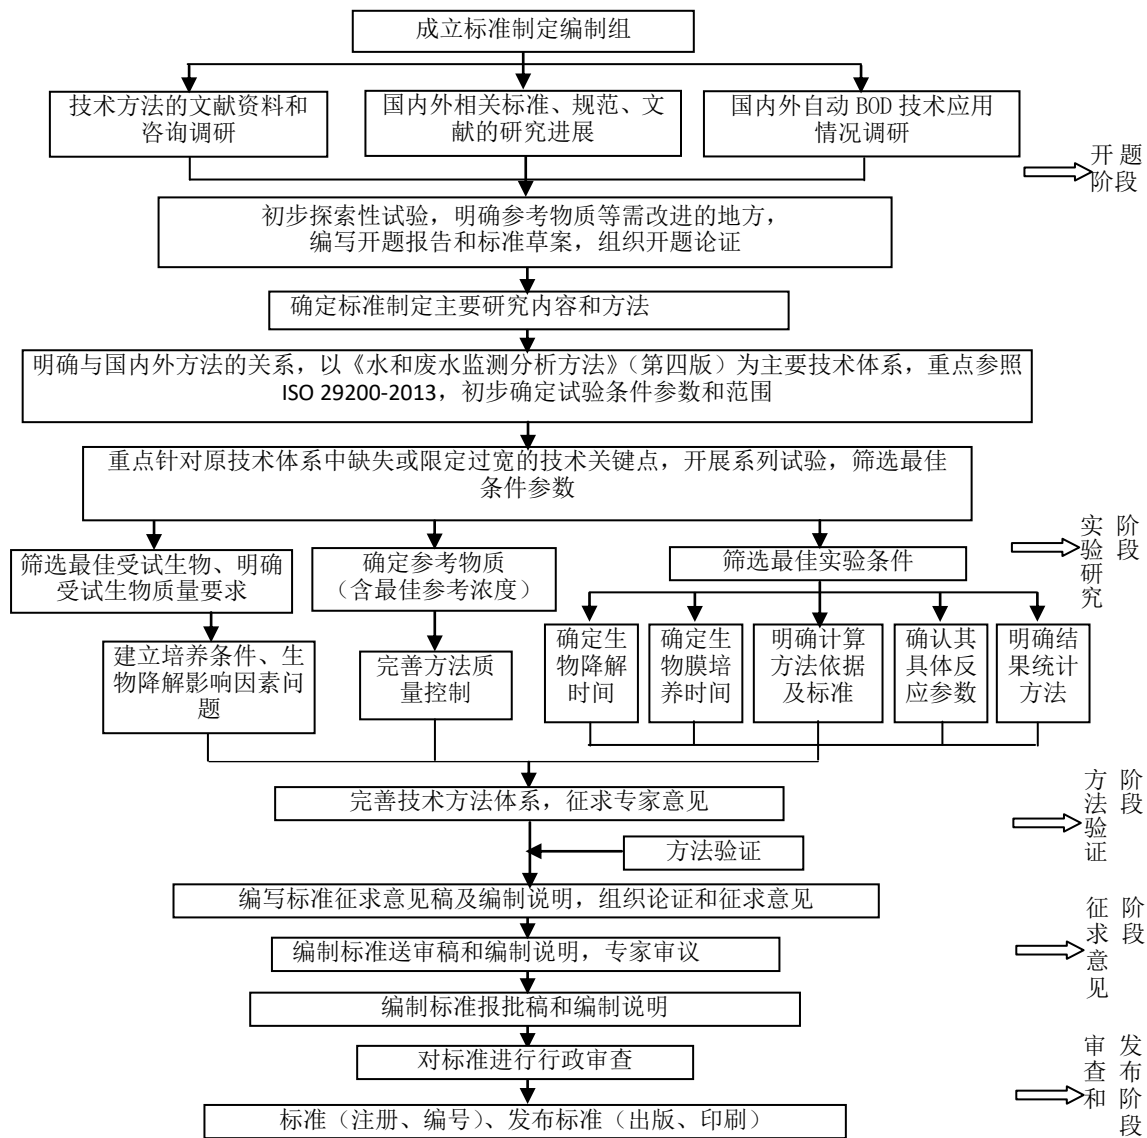 成立标准制定编制组
技术方法的文献资料和
咨询调研
国内外相关标准、规范、文
献的研究进展
国内外自动 BOD 技术应用
情况调研
开题
阶段
初步探索性试验，明确参考物质等需改进的地方，
编写开题报告和标准草案，组织开题论证
确定标准制定主要研究内容和方法
明确与国内外方法的关系，以《水和废水监测分析方法》（第四版）为主要技术体系，重点参照
ISO 29200-2013，初步确定试验条件参数和范围
重点针对原技术体系中缺失或限定过宽的技术关键点，开展系列试验，筛选最佳
条件参数
筛选最佳受试生物、明确
受试生物质量要求
确定参考物质
（含最佳参考浓度）
筛选最佳实验条件
实验研究
阶段
建立培养条件、生
物降解影响因素问
题
完善方法质
量控制
确定生
物降解
时间
确定生
物膜培
养时间
明确计算
方法依据
及标准
确认其
具体反
应参数
明确结
果统计
方法
完善技术方法体系，征求专家意见
方法验证
阶段
方法验证
编写标准征求意见稿及编制说明，组织论证和征求意见
编制标准送审稿和编制说明，专家审议
征求意见
阶段
编制标准报批稿和编制说明
对标准进行行政审查
审查和
发布阶段
标准（注册、编号）、发布标准（出版、印刷）